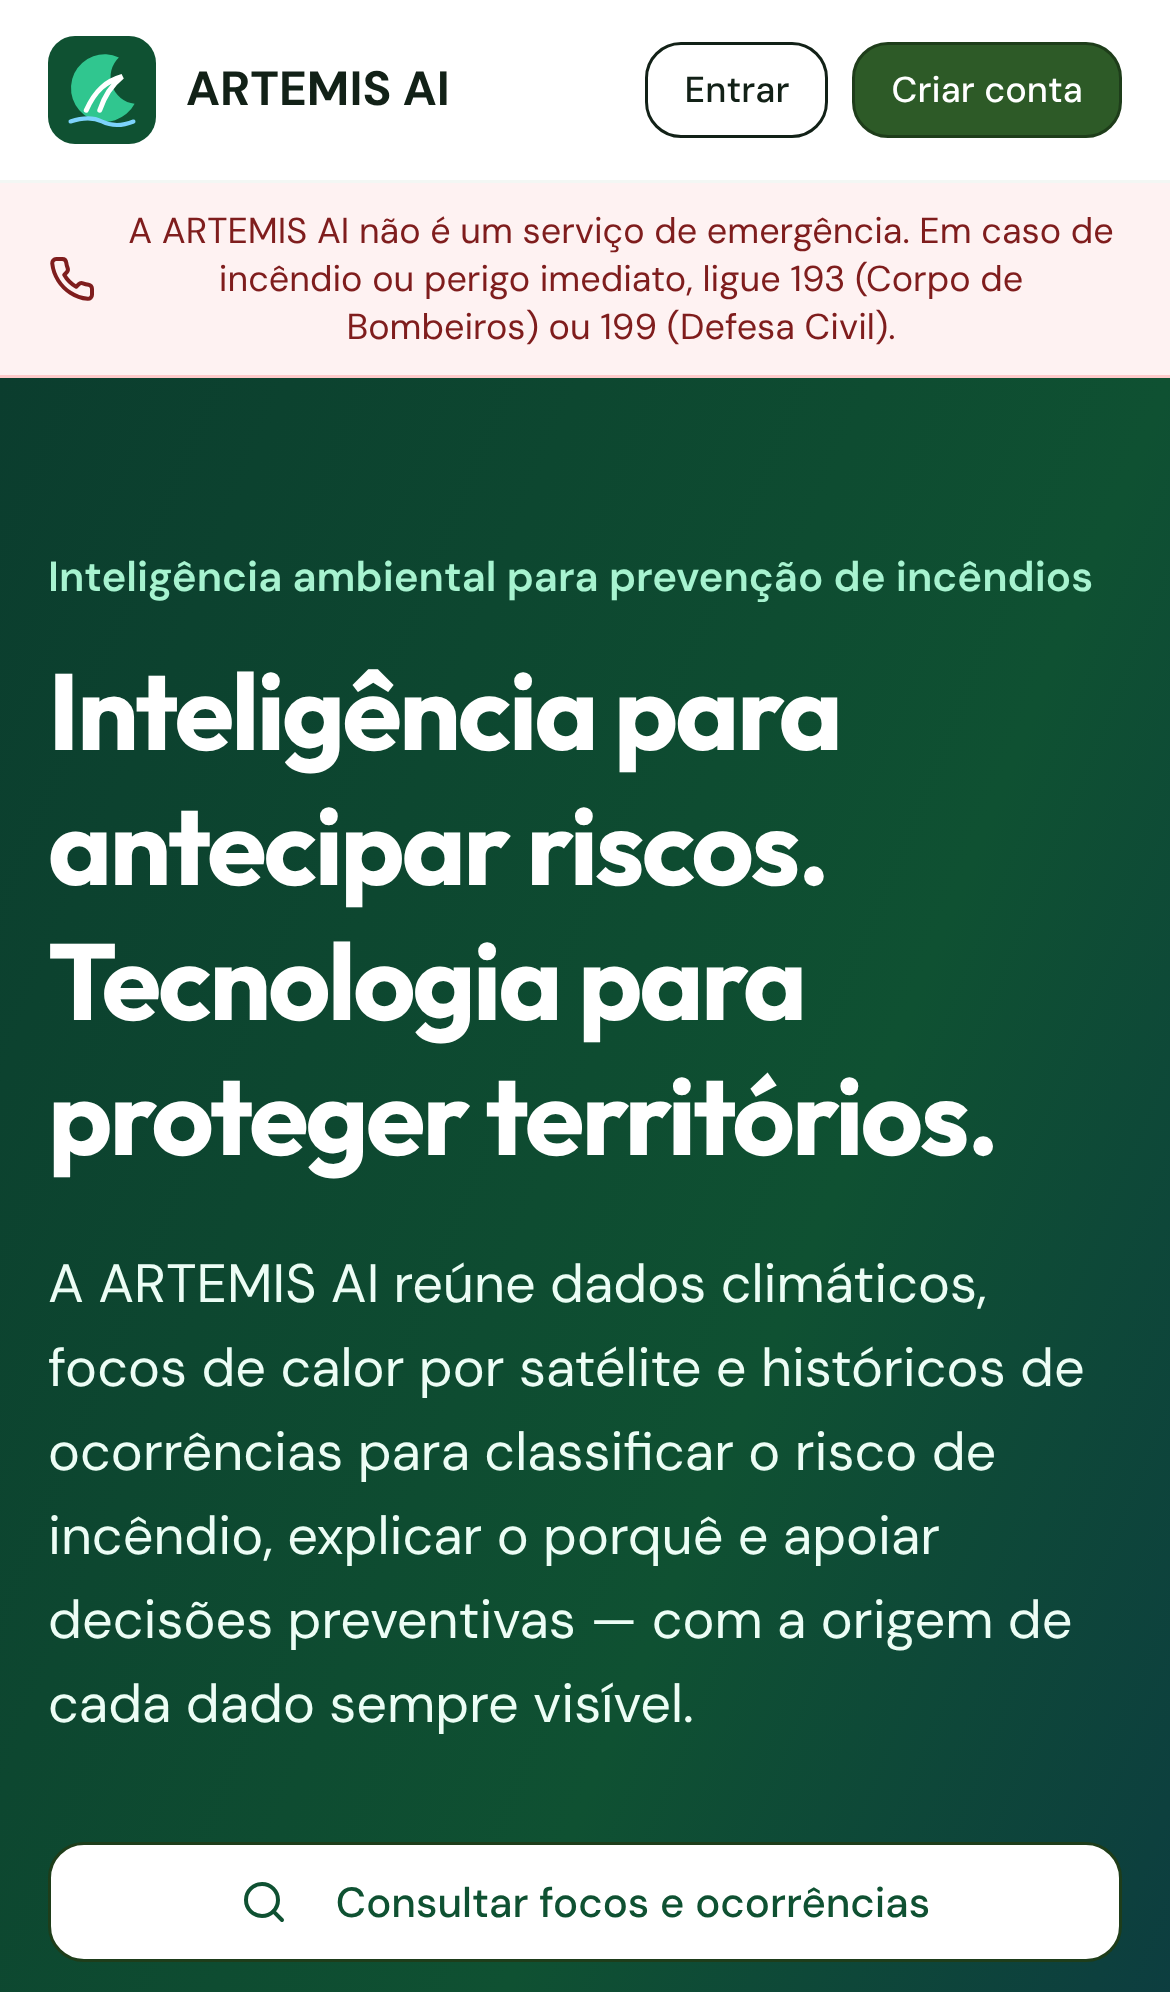 ARTEMIS AI
Entrar
Criar conta
A ARTEMIS AI não é um serviço de emergência. Em caso de
incêndio ou perigo imediato, ligue 193 (Corpo de
Bombeiros) ou 199 (Defesa Civil).
Inteligência ambiental para prevenção de incêndios
Inteligência para
antecipar riscos.
Tecnologia para
proteger territórios.
A ARTEMIS AI reúne dados climáticos,
focos de calor por satélite e históricos de
ocorrências para classificar o risco de
incêndio, explicar o porquê e apoiar
decisões preventivas — com a origem de
cada dado sempre visível.
Consultar focos e ocorrências